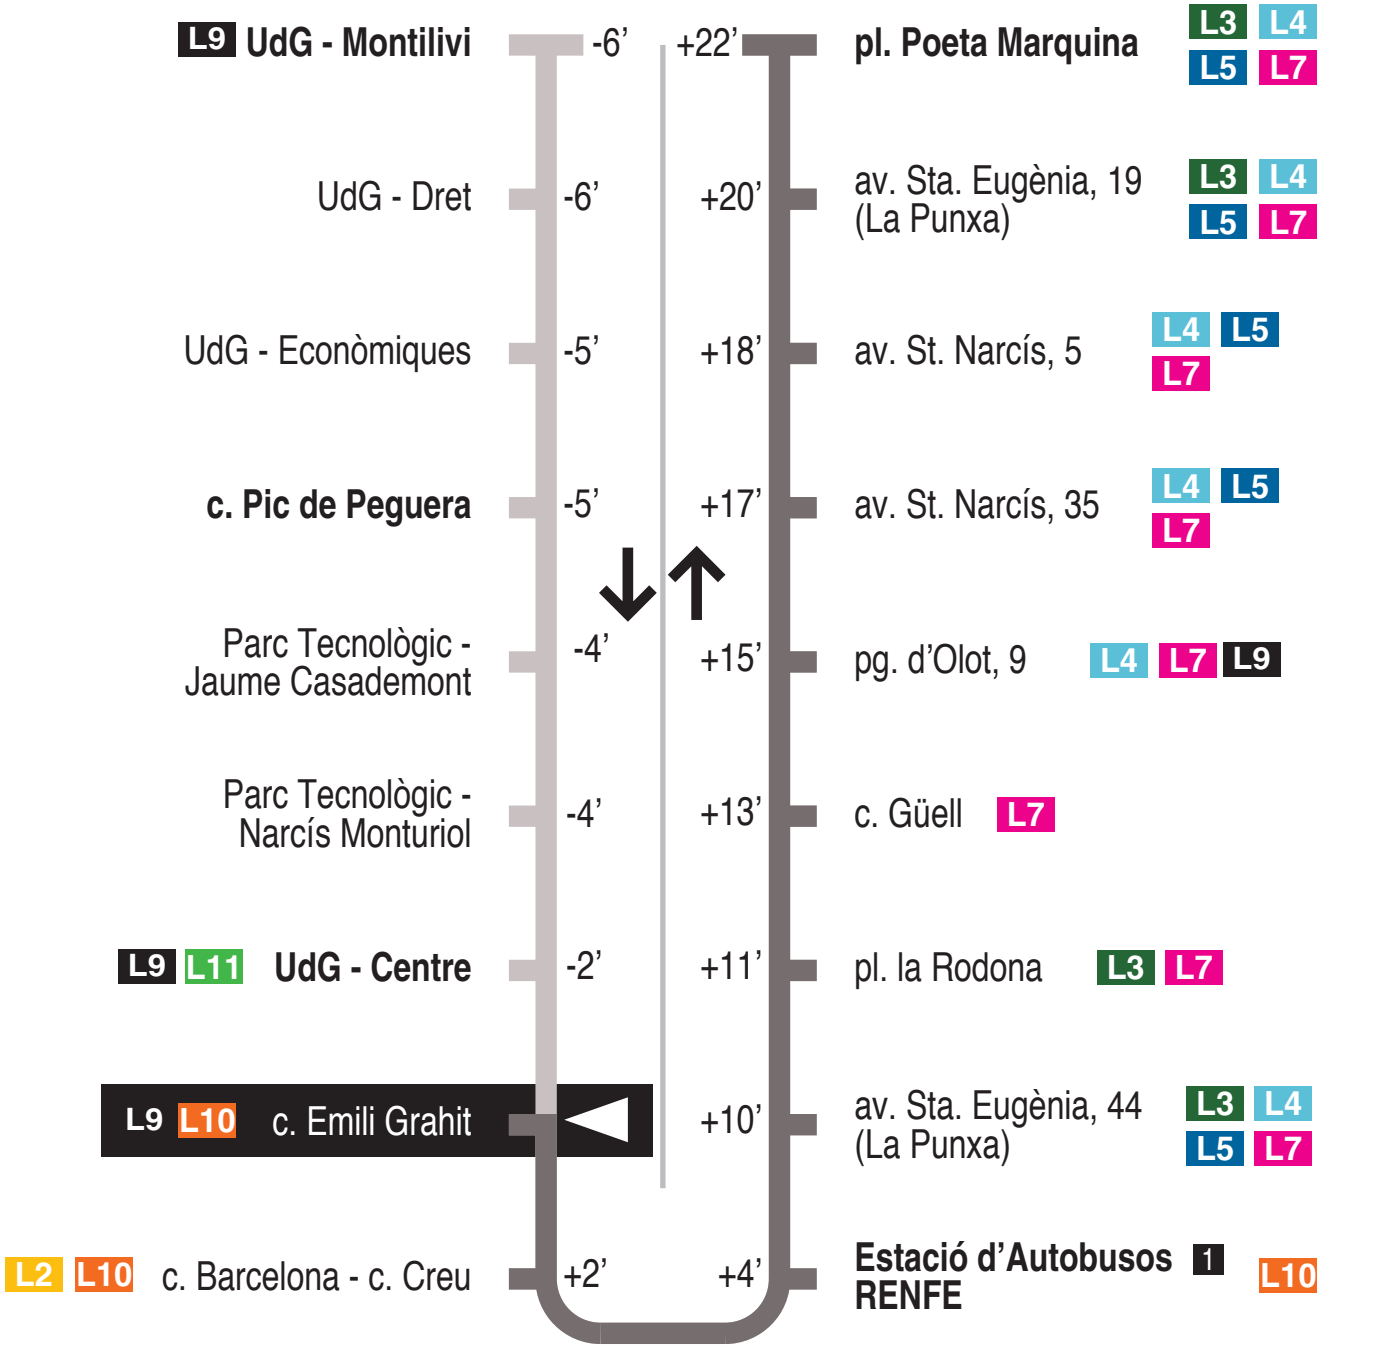 L9 UdG - Montilivi -6’
UdG - Dret -6’
UdG - Econòmiques -5’
c. Pic de Peguera -5’
Parc Tecnològic -
Jaume Casademont -4’
Parc Tecnològic -
Narcís Monturiol -4’
L9 L11 UdG - Centre -2’
L9 L10 c. Emili Grahit
L2 L10 c. Barcelona - c. Creu +2’
+22’ pl. Poeta Marquina L3 L4
L5 L7
+20’ av. Sta. Eugènia, 19 L3 L4
(La Punxa) L5 L7
+18’ av. St. Narcís, 5 L4 L5
L7
+17’ av. St. Narcís, 35 L4 L5
L7
+15’ pg. d’Olot, 9 L4 L7 L9
+13’ c. Güell L7
+11’ pl. la Rodona L3 L7
+10’ av. Sta. Eugènia, 44 L3 L4
(La Punxa) L5 L7
+4’ Estació d’Autobusos 1 L10
RENFE